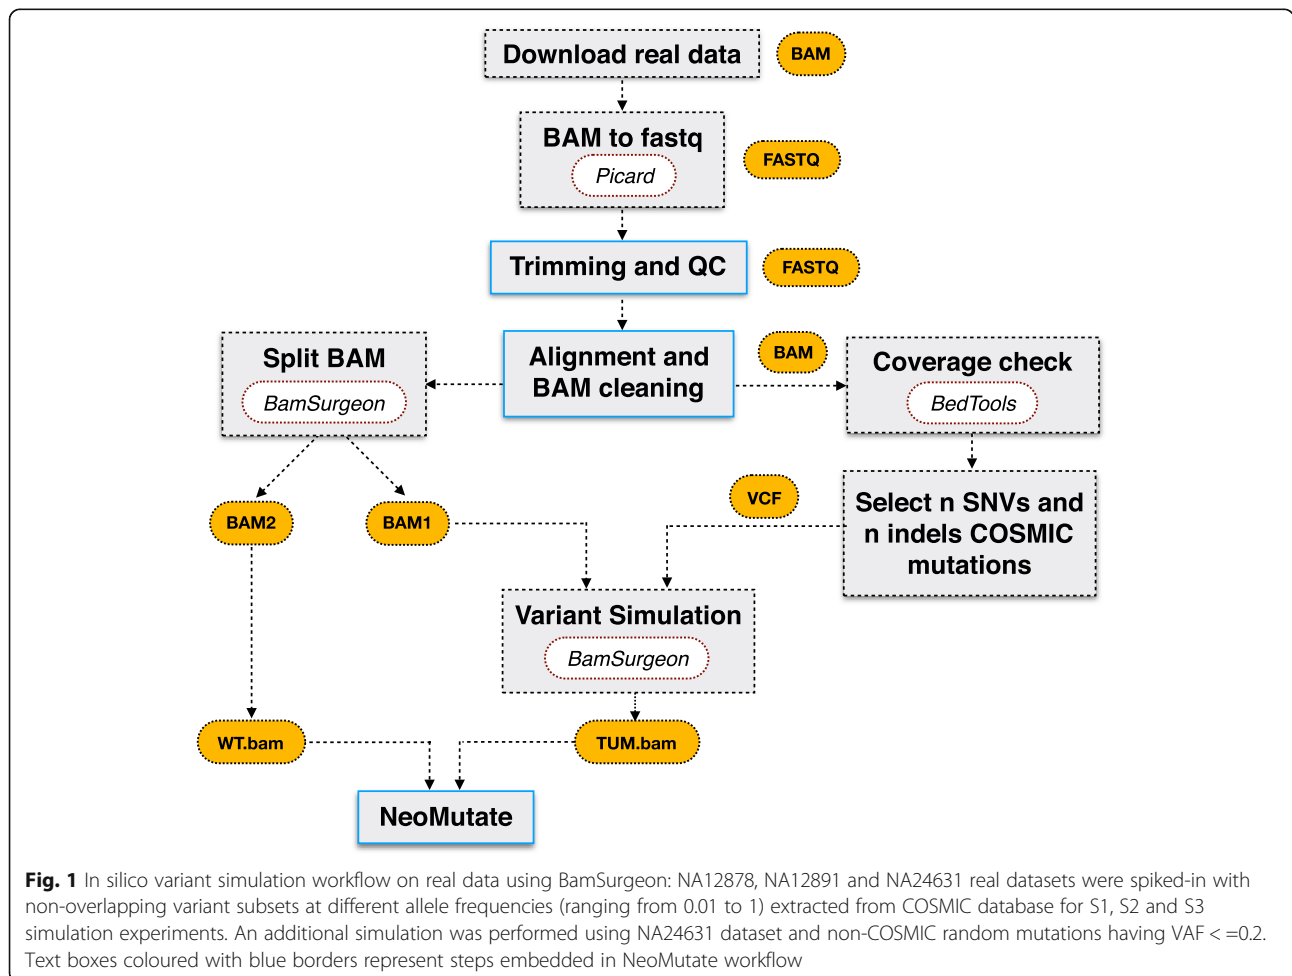 Download real data
BAM
BAM to fastq
Picard
FASTQ
Trimming and QC
FASTQ
Alignment and
BAM cleaning
BAM
Split BAM
BamSurgeon
Coverage check
BedTools
BAM2
BAM1
VCF
Select n SNVs and
n indels COSMIC
mutations
Variant Simulation
BamSurgeon
WT.bam
TUM.bam
NeoMutate
Fig. 1 In silico variant simulation workflow on real data using BamSurgeon: NA12878, NA12891 and NA24631 real datasets were spiked-in with
non-overlapping variant subsets at different allele frequencies (ranging from 0.01 to 1) extracted from COSMIC database for S1, S2 and S3
simulation experiments. An additional simulation was performed using NA24631 dataset and non-COSMIC random mutations having VAF < =0.2.
Text boxes coloured with blue borders represent steps embedded in NeoMutate workflow